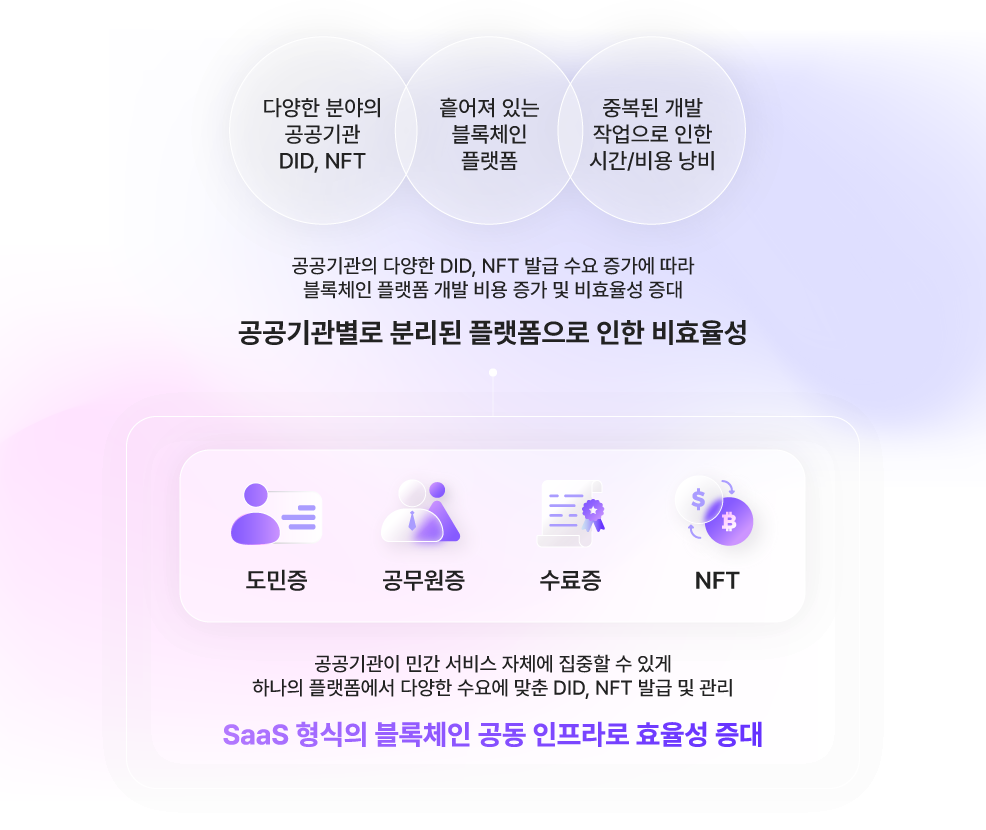 다양한 분야의
공공기관
DID, NFT
흩어져 있는
블록체인
플랫폼
중복된 개발
작업으로 인한
시간/비용 낭비
공공기관의 다양한 DID, NFT 발급 수요 증가에 따라
블록체인 플랫폼 개발 비용 증가 및 비효율성 증대
공공기관별로 분리된 플랫폼으로 인한 비효율성
도민증
공무원증
수료증
NFT
공공기관이 민간 서비스 자체에 집중할 수 있게
하나의 플랫폼에서 다양한 수요에 맞춘 DID, NFT 발급 및 관리
SaaS 형식의 블록체인 공동 인프라로 효율성 증대